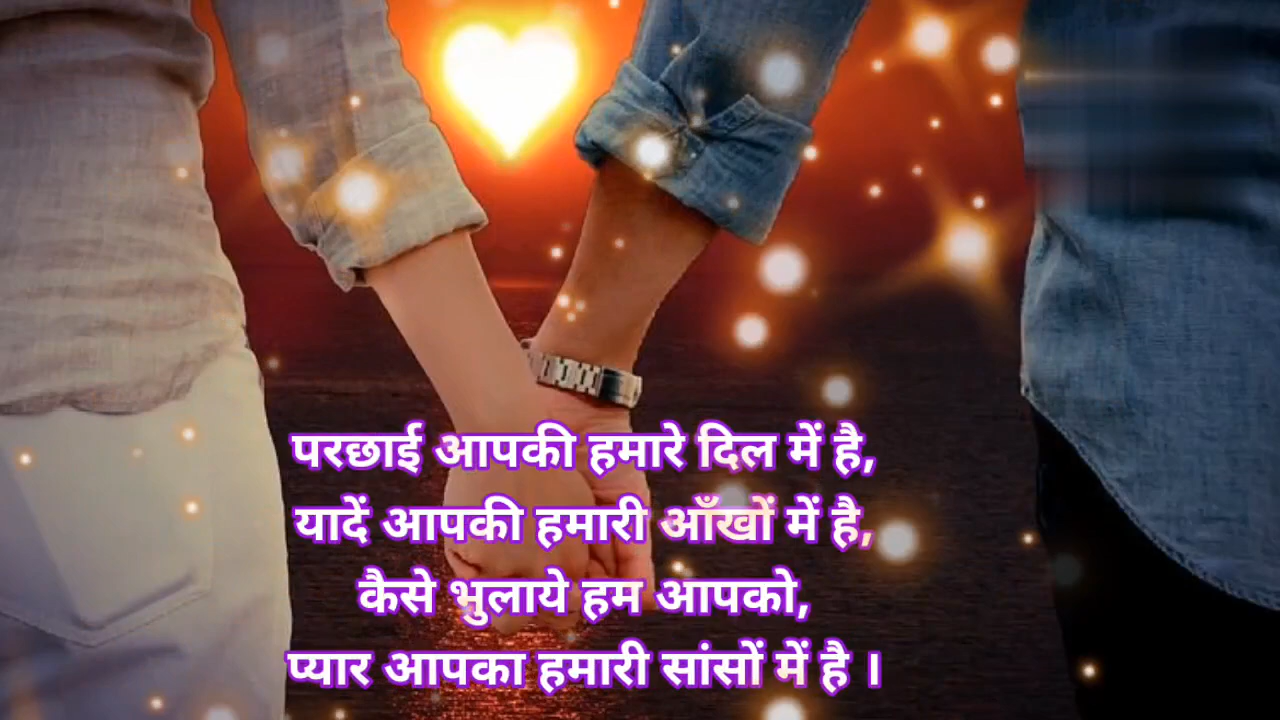 परछाई आपकी हमारे दिल में है,
यादें आपकी हमारी आँखों में है,
कैसे भुलाये हम आपको,
प्यार आपका हमारी सांसों में है ।